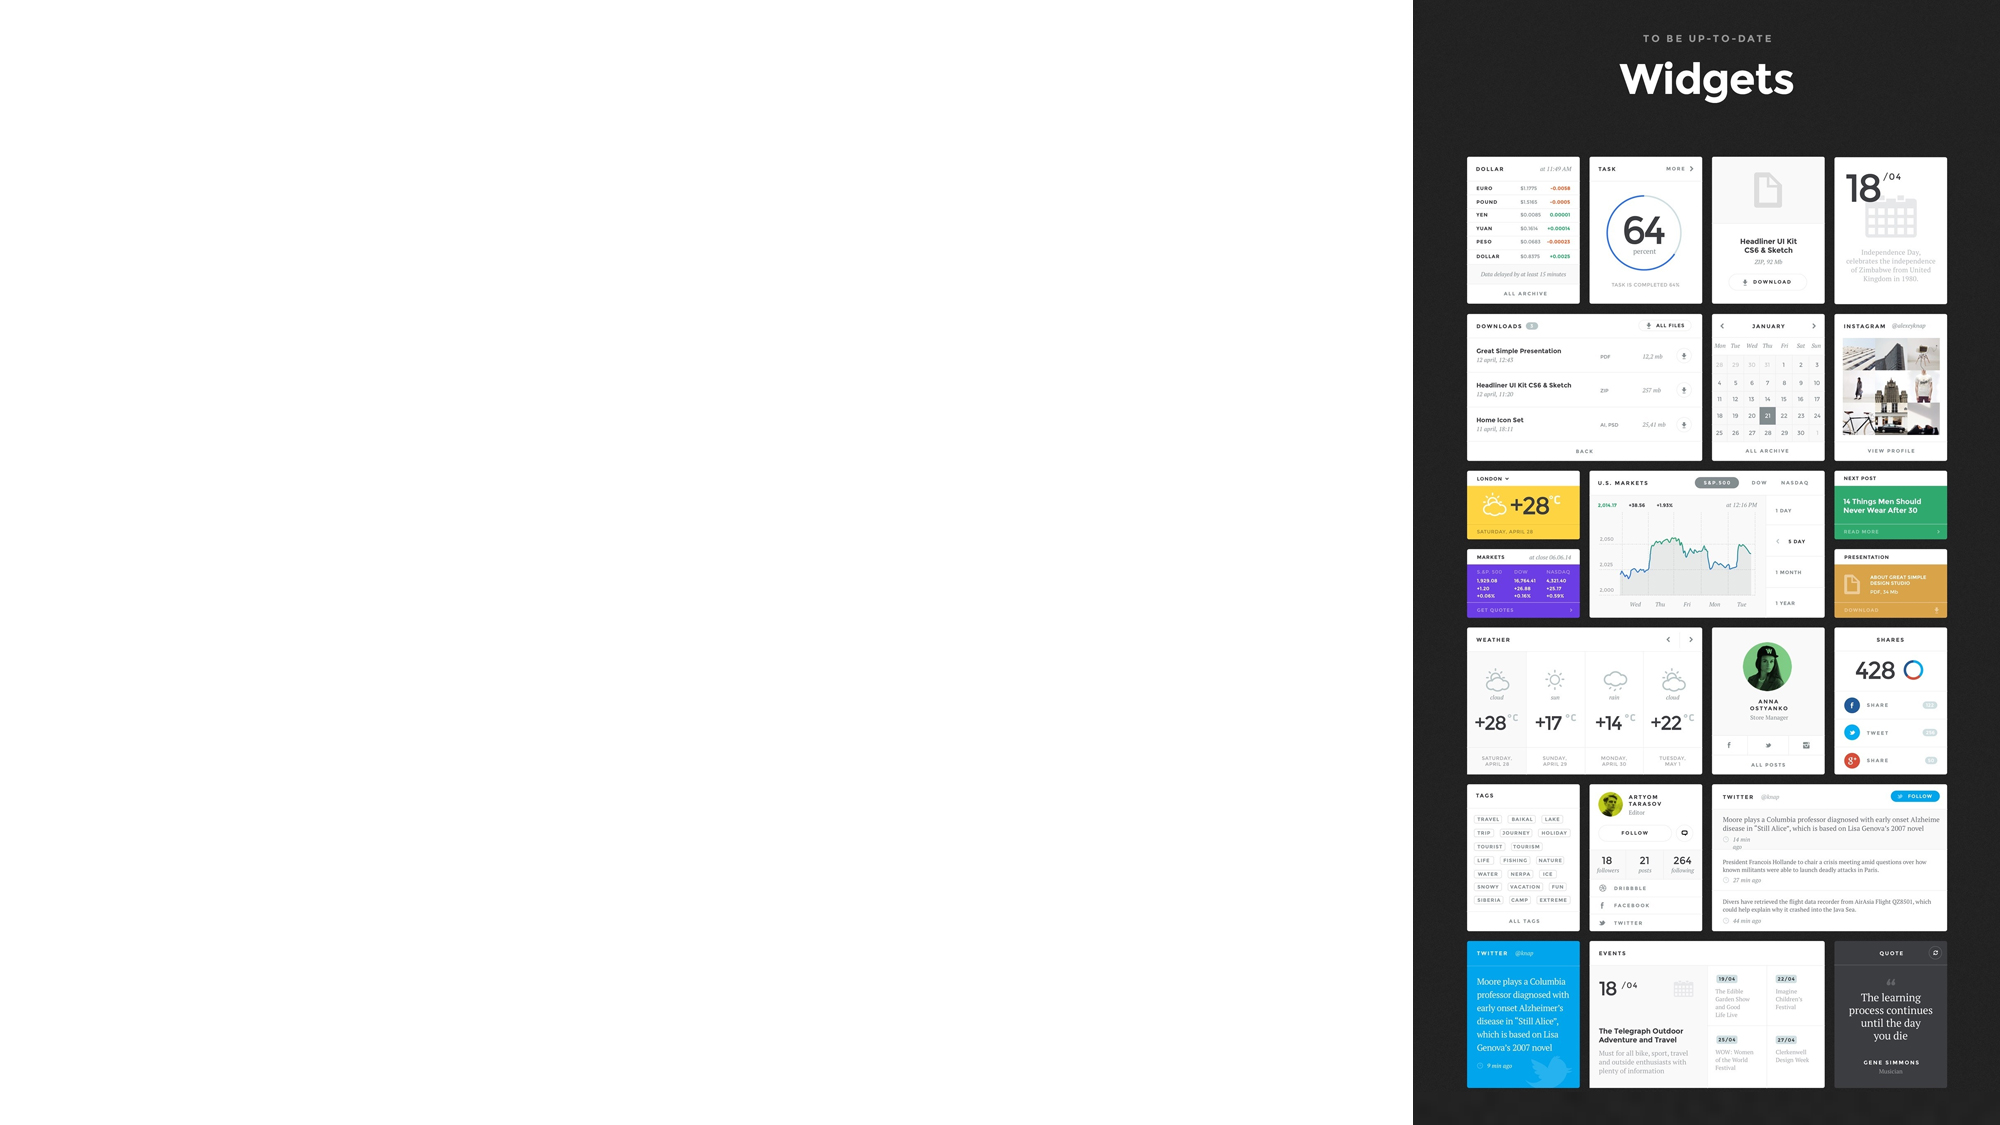 TO BE UP-TO-DATE
Widgets
DOLLAR at 11:49 AM
EURO $1.1775 -0.0058
POUND $1.5165 -0.0005
YEN $0.0085 0.00001
YUAN $0.1614 +0.00014
PESO $0.0683 -0.00023
DOLLAR $0.8375 +0.0025
Data delayed by at least 15 minutes
ALL ARCHIVE
TASK MORE
64
percent
TASK IS COMPLETED 64%
Headliner UI Kit
CS6 & Sketch
ZIP, 92 Mb
DOWNLOAD
18/04
Independence Day,
celebrates the independence
of Zimbabwe from United
Kingdom in 1980.
DOWNLOADS
ALL FILES
Great Simple Presentation
12 april, 12:43
PDF 12,2 mb
Headliner UI Kit CS6 & Sketch
12 april, 11:20
ZIP 257 mb
Home Icon Set
11 april, 18:11
AI, PSD 25,41 mb
BACK
JANUARY
Mon Tue Wed Thu Fri Sat Sun
28 29 30 31 1 2 3
4 5 6 7 8 9 10
11 12 13 14 15 16 17
18 19 20 21 22 23 24
25 26 27 28 29 30 1
ALL ARCHIVE
INSTAGRAM @alexeyknap
VIEW PROFILE
LONDON
+28°C
SATURDAY, APRIL 28
MARKETS at close 06.06.14
S&P. 500 DOW NASDAQ
1,929.08 16,764.41 4,321.40
+1.20 +26.88 +25.17
+0.06% +0.16% +0.59%
GET QUOTES
U.S. MARKETS
S&P.500 DOW NASDAQ
2,014.17 +38.56 +1.93% at 12:16 PM
2,050
2,025
2,000
Wed Thu Fri Mon Tue
1 DAY
5 DAY
1 MONTH
1 YEAR
NEXT POST
14 Things Men Should
Never Wear After 30
READ MORE
PRESENTATION
ABOUT GREAT SIMPLE
DESIGN STUDIO
PDF, 34 Mb
DOWNLOAD
WEATHER
cloud sun rain cloud
+28°C +17°C +14°C +22°C
SATURDAY, SUNDAY, MONDAY, TUESDAY,
APRIL 28 APRIL 29 APRIL 30 MAY 1
ANNA
OSTYANKO
Store Manager
ALL POSTS
SHARES
428
SHARE
TWEET
SHARE
TAGS
TRAVEL BAIKAL LAKE
TRIP JOURNEY HOLIDAY
TOURIST TOURISM
LIFE FISHING NATURE
WATER NERPA ICE
SNOWY VACATION FUN
SIBERIA CAMP EXTREME
ALL TAGS
ARTYOM
TARASOV
Editor
FOLLOW
18 21 264
followers posts following
DRIBBBLE
FACEBOOK
TWITTER
TWITTER @knap
FOLLOW
Moore plays a Columbia professor diagnosed with early onset Alzheime
disease in “Still Alice”, which is based on Lisa Genova’s 2007 novel
14 min
ago
President Francois Hollande to chair a crisis meeting amid questions over how
known militants were able to launch deadly attacks in Paris.
27 min ago
Divers have retrieved the flight data recorder from AirAsia Flight QZ8501, which
could help explain why it crashed into the Java Sea.
44 min ago
TWITTER @knap
Moore plays a Columbia
professor diagnosed with
early onset Alzheimer’s
disease in “Still Alice”,
which is based on Lisa
Genova’s 2007 novel
9 min ago
EVENTS
18 /04
The Telegraph Outdoor
Adventure and Travel
Must for all bike, sport, travel
and outside enthusiasts with
plenty of information
19/04
The Edible
Garden Show
and Good
Life Live
22/04
Imagine
Children’s
Festival
25/04
WOW: Women
of the World
Festival
27/04
Clerkenwell
Design Week
QUOTE
“
The learning
process continues
until the day
you die
GENE SIMMONS
Musician